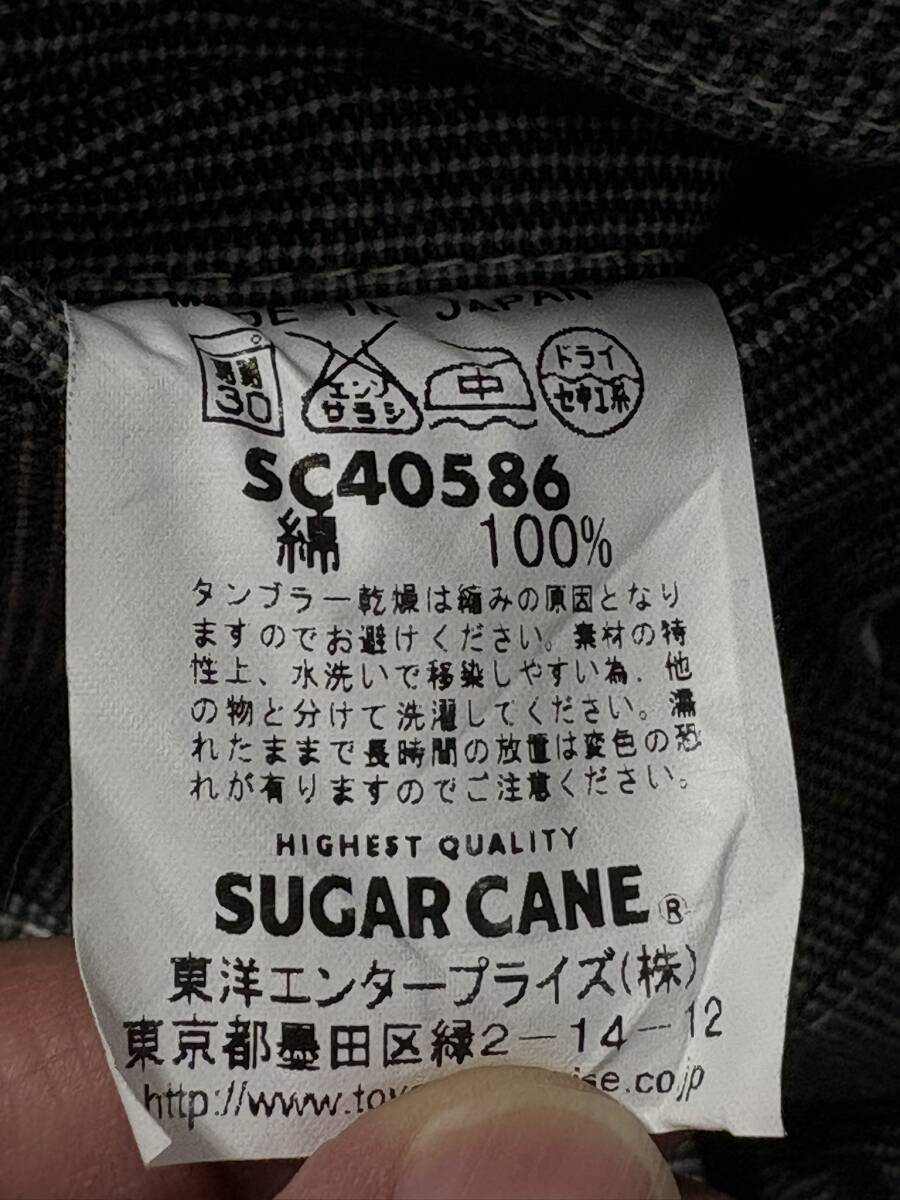 MADE IN JAPAN
弱 30
エンソ サラシ
中
ドライ
セキユ系
SC40586
綿 100%
タンブラー乾燥は縮みの原因となり
ますのでお避けください。素材の特
性上、水洗いで移染しやすい為、他
の物と分けて洗濯してください。濡
れたままで長時間の放置は変色の恐
れが有りますのでご注意ください。
HIGHEST QUALITY
SUGAR CANE ®
東洋エンタープライズ(株)
東京都墨田区緑2-14-12
http://www.toy ise.co.jp